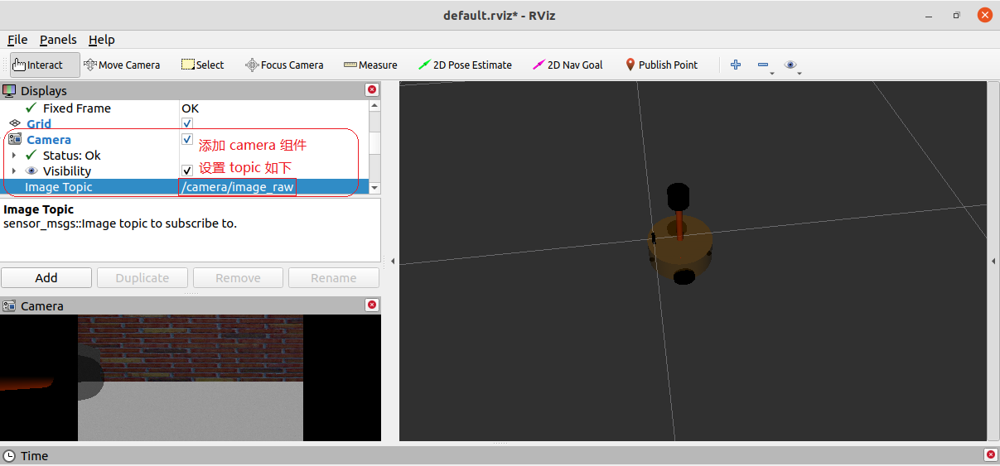 default.rviz* - RViz
File Panels Help
Interact Move Camera Select Focus Camera Measure 2D Pose Estimate 2D Nav Goal Publish Point
Displays
Fixed Frame OK
Grid
Camera 添加 camera 组件
Status: Ok
Visibility 设置 topic 如下
Image Topic /camera/image_raw
Image Topic
sensor_msgs::Image topic to subscribe to.
Add Duplicate Remove Rename
Camera
Time